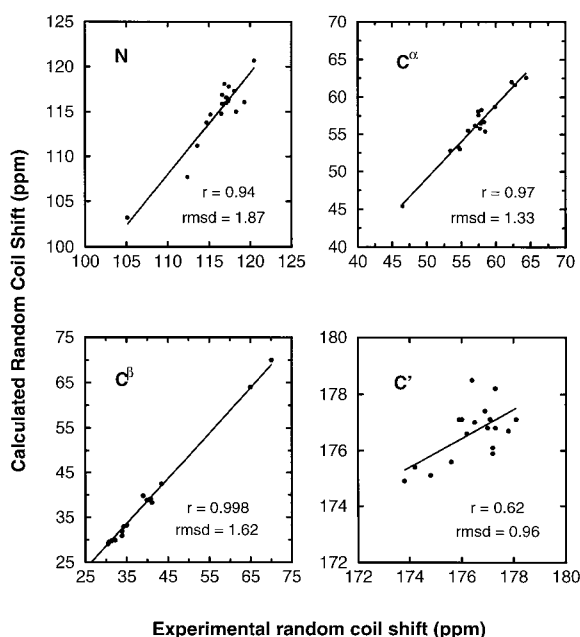 Calculated Random Coil Shift (ppm)
N
125
120
115
110
105
100
100 105 110 115 120 125
r = 0.94
rmsd = 1.87
Cα
70
65
60
55
50
45
40
40 45 50 55 60 65 70
r = 0.97
rmsd = 1.33
Cβ
75
65
55
45
35
25
25 35 45 55 65 75
r = 0.998
rmsd = 1.62
C'
180
178
176
174
172
172 174 176 178 180
r = 0.62
rmsd = 0.96
Experimental random coil shift (ppm)